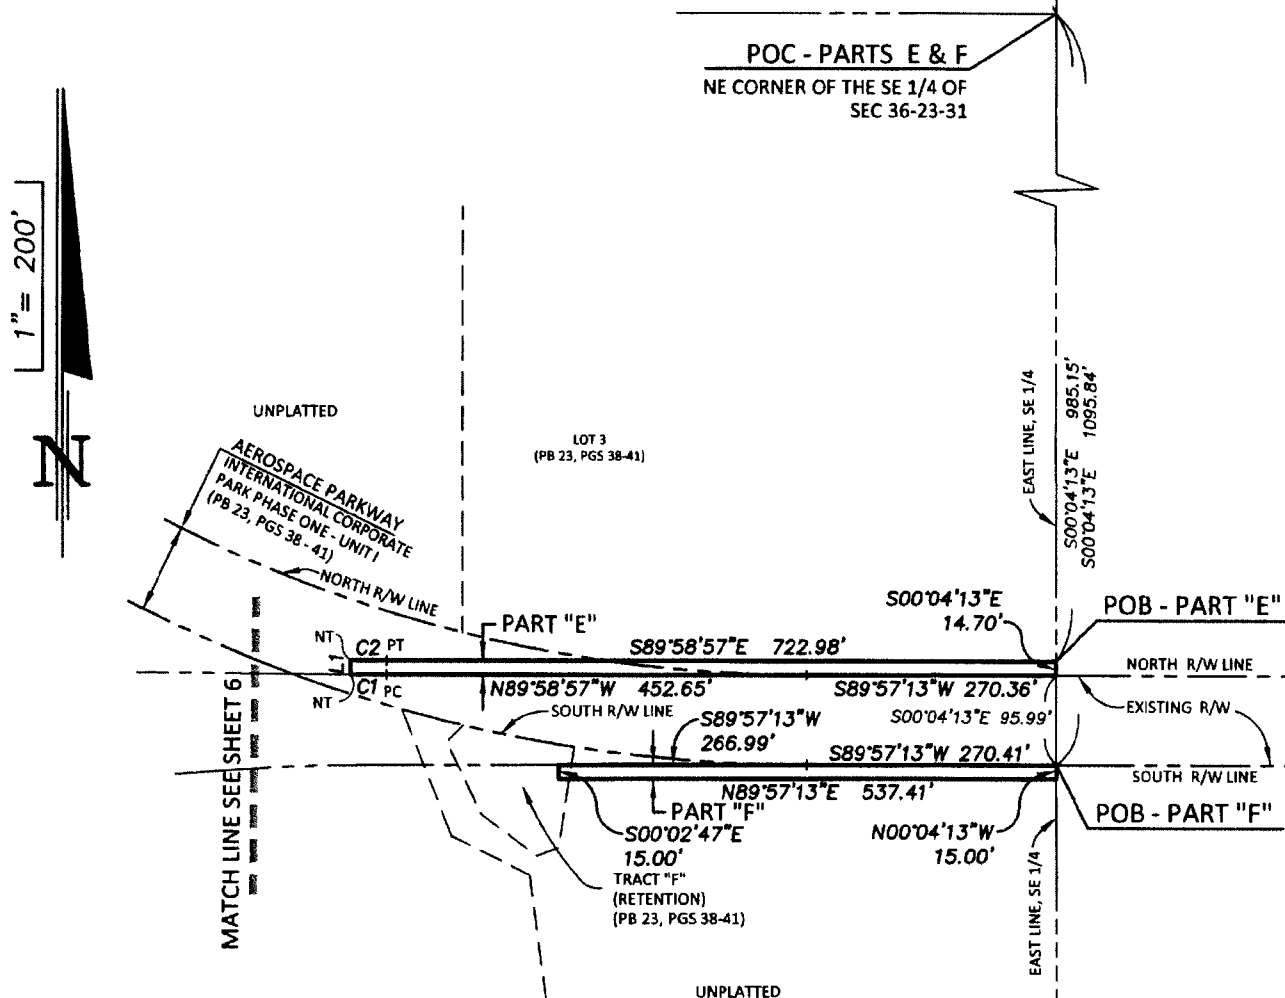 POC - PARTS E & F
NE CORNER OF THE SE 1/4 OF
SEC 36-23-31
1"= 200'
N
UNPLATTED
LOT 3
(PB 23, PGS 38-41)
AEROSPACE PARKWAY
INTERNATIONAL CORPORATE
PARK PHASE ONE - UNIT I
(PB 23, PGS 38 - 41)
NORTH R/W LINE
EAST LINE, SE 1/4
S00°04'13"E 985.15'
S00°04'13"E 1095.84'
S00°04'13"E
14.70'
POB - PART "E"
PART "E"
NT
C2 PT
S89°58'57"E 722.98'
NORTH R/W LINE
L1
C1 PC
NT
N89°58'57"W 452.65'
S89°57'13"W 270.36'
EXISTING R/W
SOUTH R/W LINE
S89°57'13"W
266.99'
S00°04'13"E 95.99'
S89°57'13"W 270.41'
SOUTH R/W LINE
N89°57'13"E 537.41'
PART "F"
POB - PART "F"
S00°02'47"E
15.00'
N00°04'13"W
15.00'
MATCH LINE SEE SHEET 6
TRACT "F"
(RETENTION)
(PB 23, PGS 38-41)
EAST LINE, SE 1/4
UNPLATTED